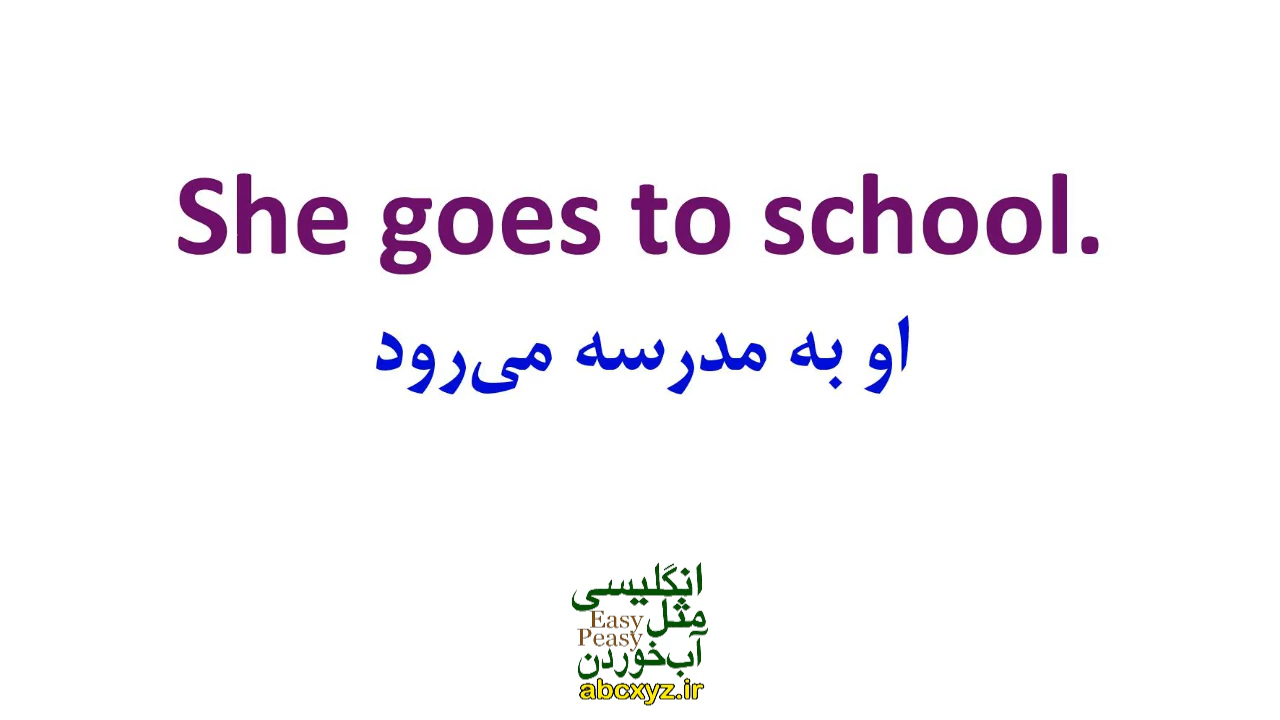 She goes to school.
او به مدرسه می‌رود
انگلیسی
مثل
Easy
Peasy
آب‌خوردن
abcxyz.ir